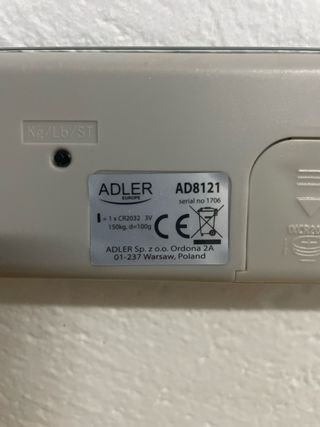 Kg/Lb/ST
ADLER
EUROPE
AD8121
serial no 1706
= 1 x CR2032 3V
150kg, d=100g
CE
ADLER Sp. z o.o. Ordona 2A
01-237 Warsaw, Poland